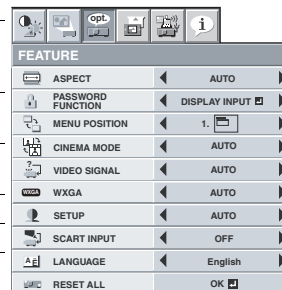 opt.
i
FEATURE
ASPECT AUTO
PASSWORD
FUNCTION DISPLAY INPUT
MENU POSITION 1.
CINEMA MODE AUTO
VIDEO SIGNAL AUTO
WXGA WXGA AUTO
SETUP AUTO
SCART INPUT OFF
LANGUAGE English
RESET ALL OK